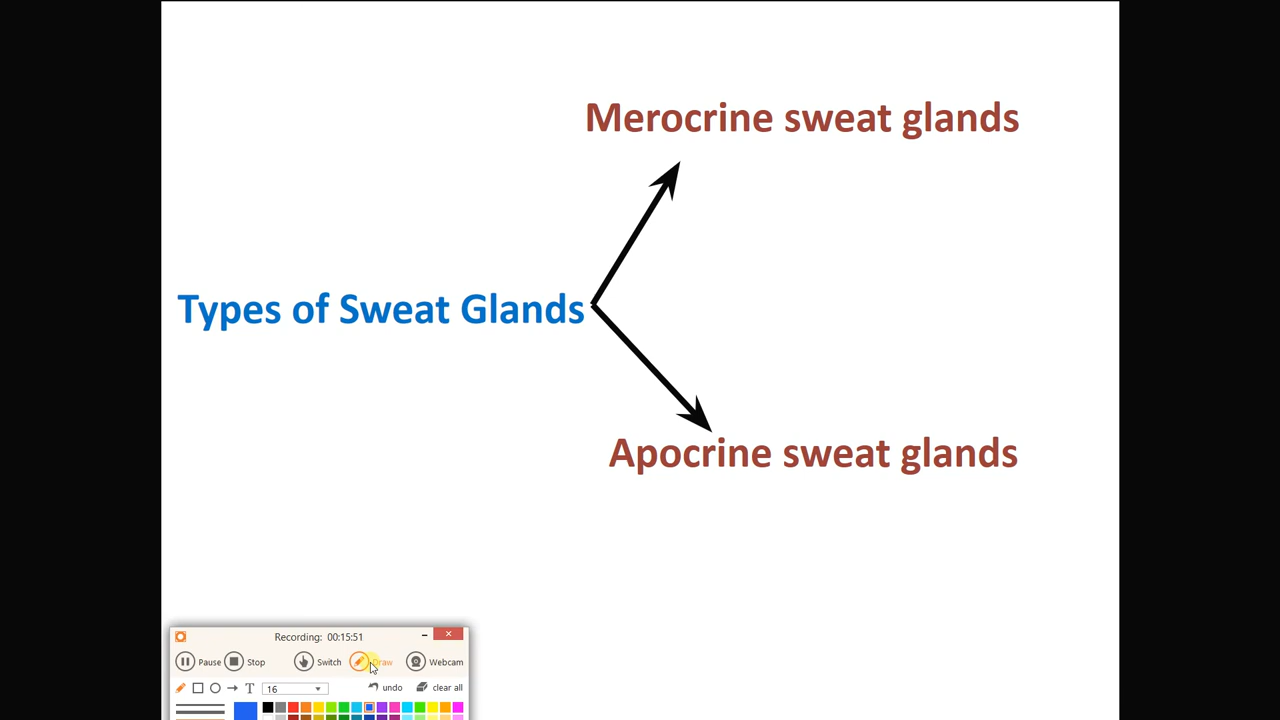 Merocrine sweat glands
Types of Sweat Glands
Apocrine sweat glands
Recording: 00:15:51
Pause Stop Switch Draw Webcam
T 16 undo clear all